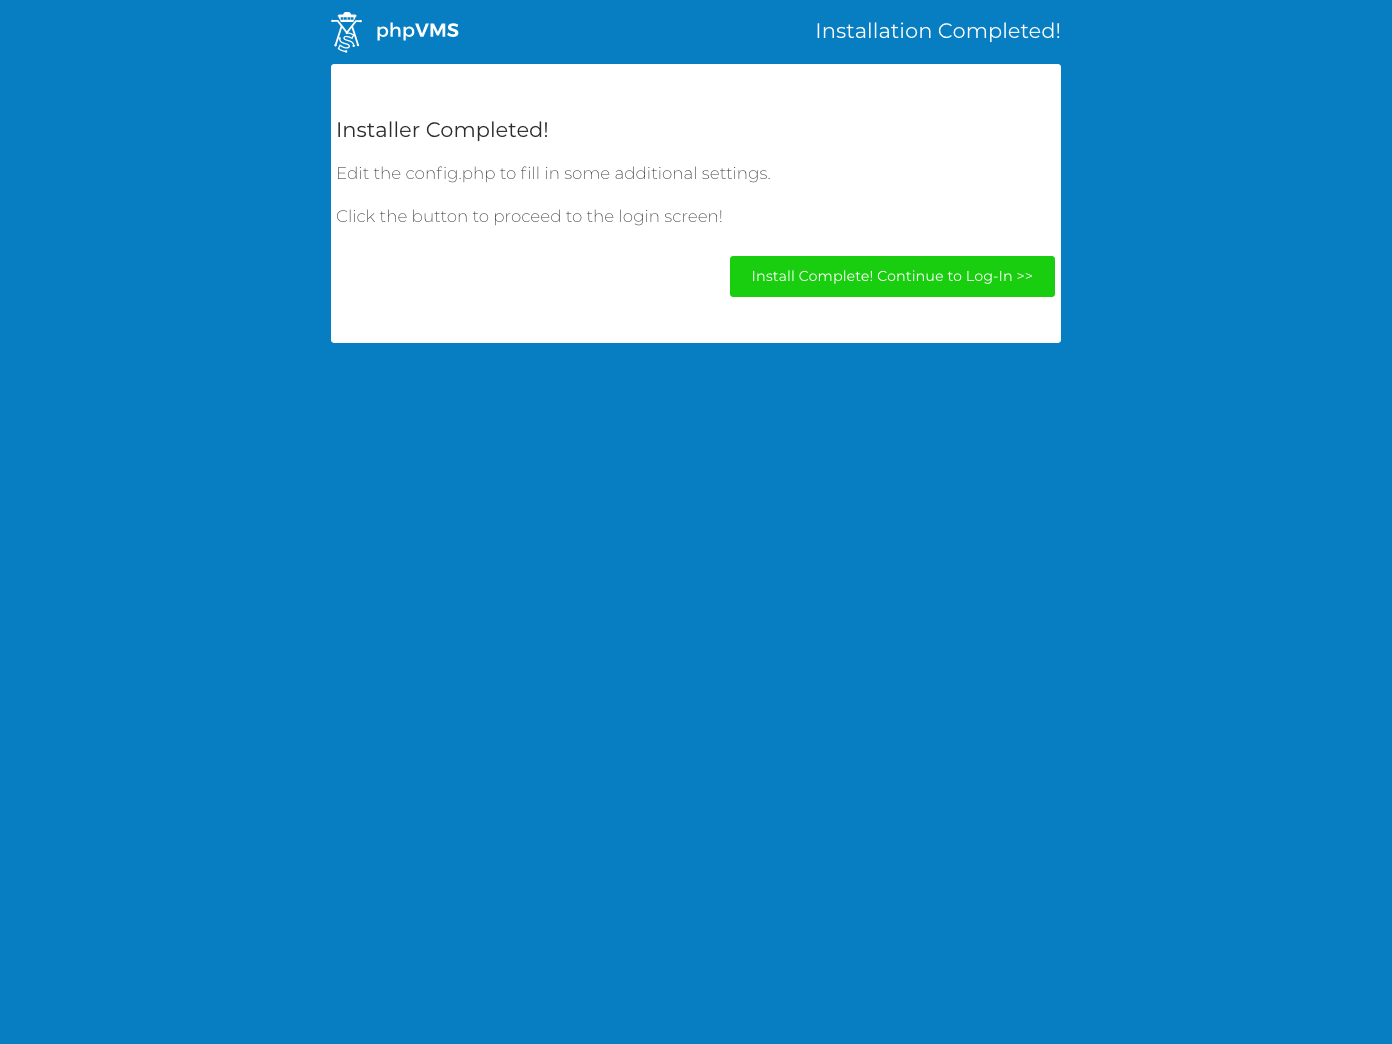 phpVMS
Installation Completed!
Installer Completed!
Edit the config.php to fill in some additional settings.
Click the button to proceed to the login screen!
Install Complete! Continue to Log-In >>